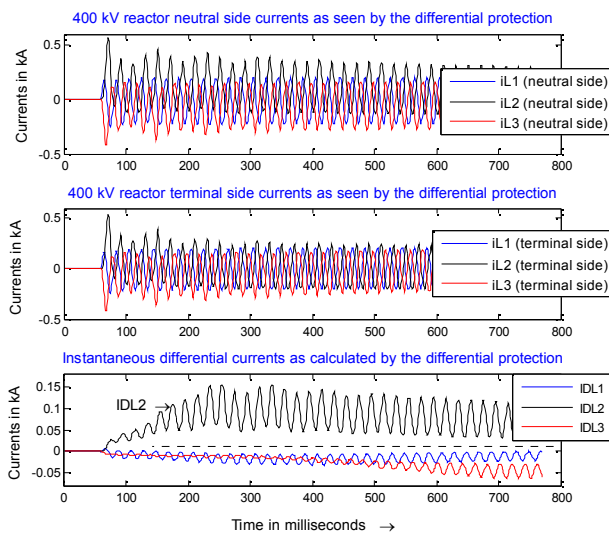 400 kV reactor neutral side currents as seen by the differential protection
Currents in kA
0.5
0
-0.5
iL1 (neutral side)
iL2 (neutral side)
iL3 (neutral side)
0 100 200 300 400 500 600 700 800
400 kV reactor terminal side currents as seen by the differential protection
Currents in kA
0.5
0
-0.5
iL1 (terminal side)
iL2 (terminal side)
iL3 (terminal side)
0 100 200 300 400 500 600 700 800
Instantaneous differential currents as calculated by the differential protection
Currents in kA
0.15
0.1
0.05
0
-0.05
IDL2→
IDL1
IDL2
IDL3
0 100 200 300 400 500 600 700 800
Time in milliseconds →